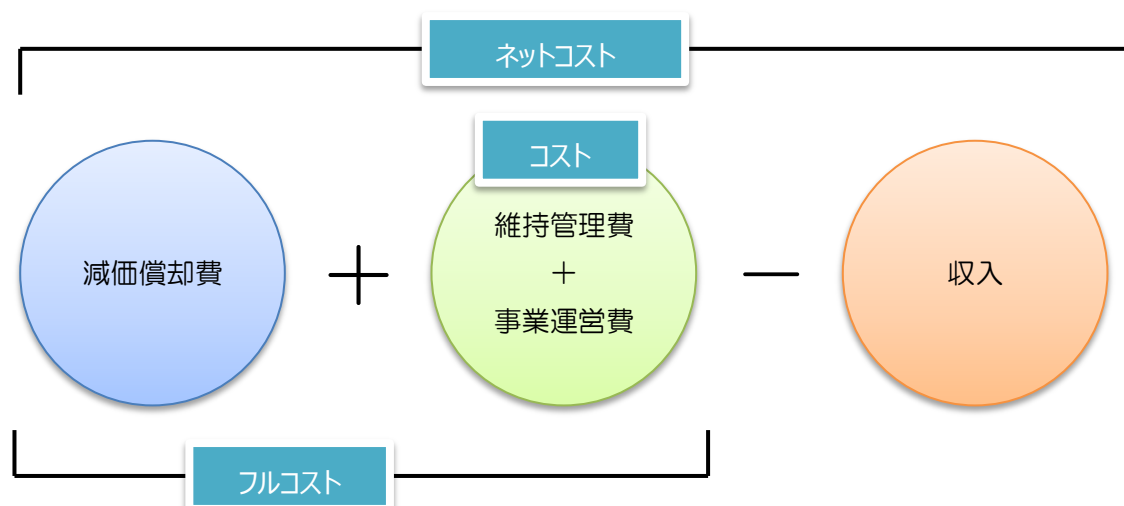 ネットコスト
コスト
減価償却費
＋
維持管理費
＋
事業運営費
－
収入
フルコスト